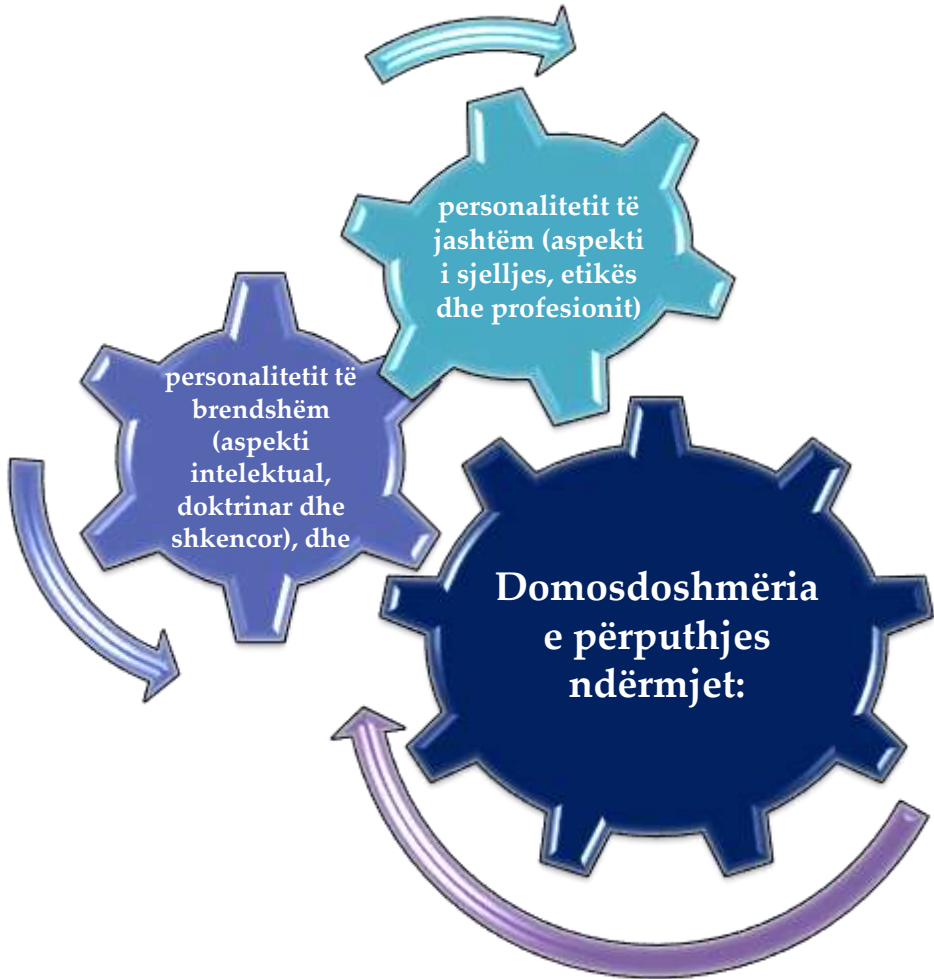 Domosdoshmëria
e përputhjes
ndërmjet:
personalitetit të
brendshëm
(aspekti
intelektual,
doktrinar dhe
shkencor), dhe
personalitetit të
jashtëm (aspekti
i sjelljes, etikës
dhe profesionit)